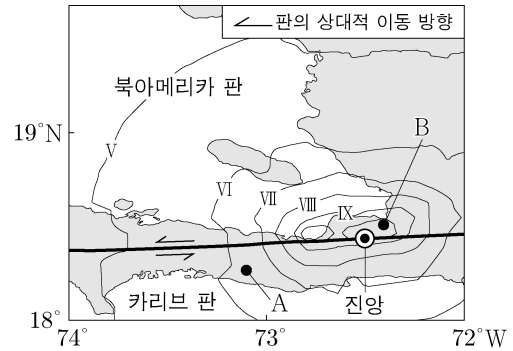 판의 상대적 이동 방향
북아메리카 판
19°N
B
V
VI
VII
VIII
IX
카리브 판
A
진앙
18°
74°
73°
72°W